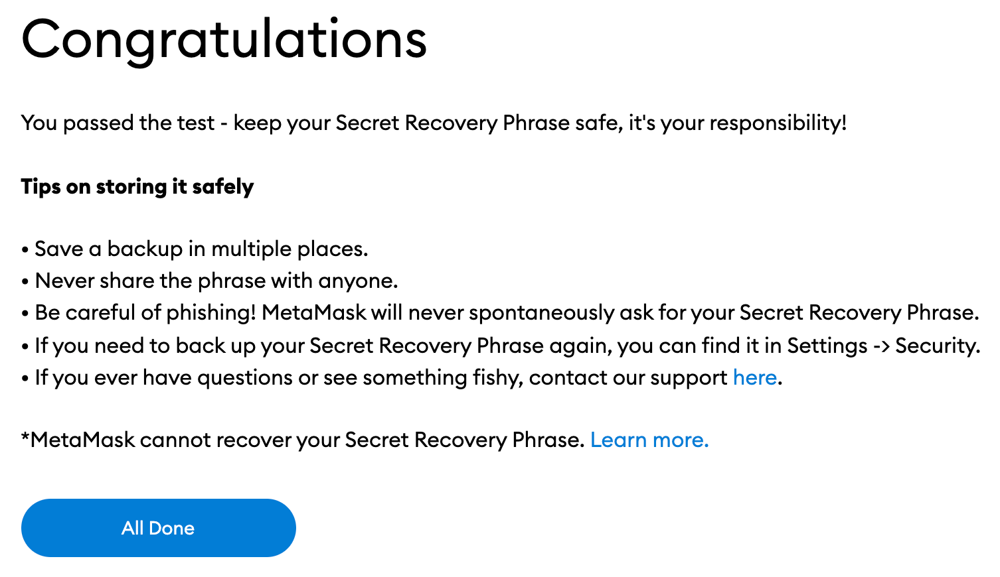 Congratulations
You passed the test - keep your Secret Recovery Phrase safe, it's your responsibility!
Tips on storing it safely
• Save a backup in multiple places.
• Never share the phrase with anyone.
• Be careful of phishing! MetaMask will never spontaneously ask for your Secret Recovery Phrase.
• If you need to back up your Secret Recovery Phrase again, you can find it in Settings -> Security.
• If you ever have questions or see something fishy, contact our support here.
*MetaMask cannot recover your Secret Recovery Phrase. Learn more.
All Done